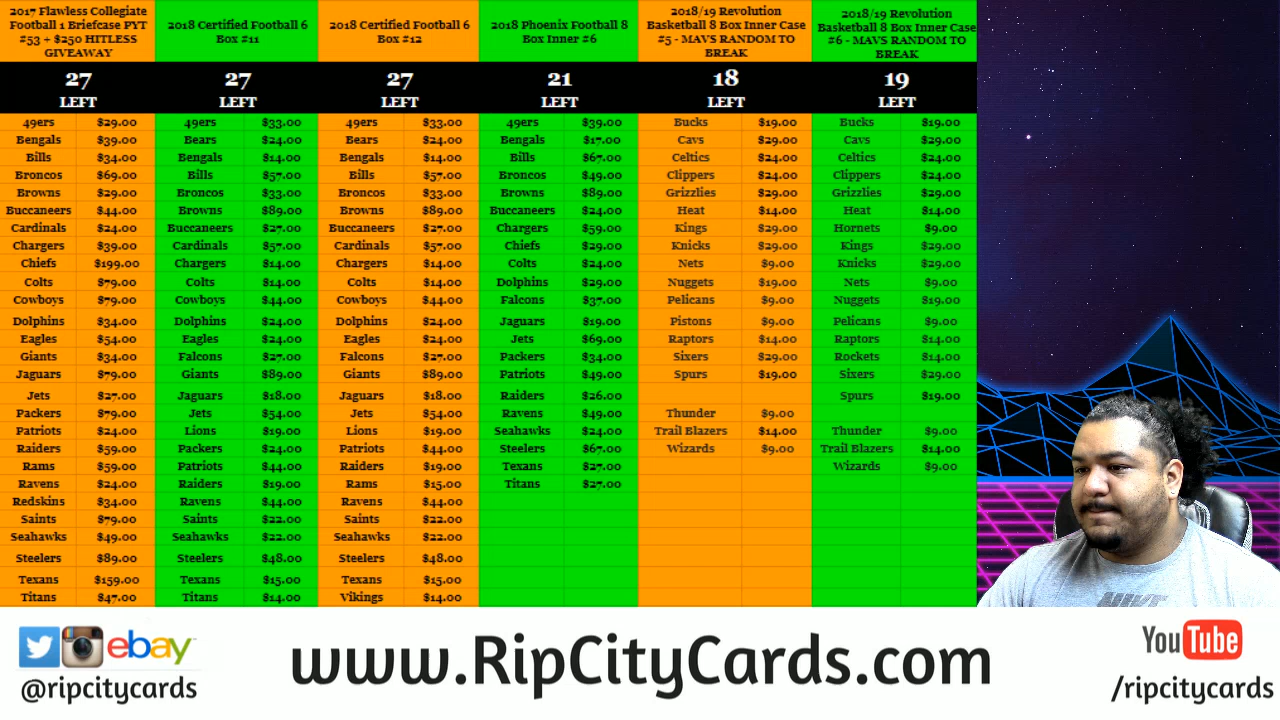 2017 Flawless Collegiate
Football 1 Briefcase PYT
#53 + $250 HITLESS
GIVEAWAY
27
LEFT
49ers $29.00
Bengals $39.00
Bills $34.00
Broncos $69.00
Browns $29.00
Buccaneers $44.00
Cardinals $24.00
Chargers $39.00
Chiefs $199.00
Colts $79.00
Cowboys $79.00
Dolphins $34.00
Eagles $54.00
Giants $34.00
Jaguars $79.00
Jets $27.00
Packers $79.00
Patriots $24.00
Raiders $59.00
Rams $59.00
Ravens $24.00
Redskins $34.00
Saints $79.00
Seahawks $49.00
Steelers $89.00
Texans $159.00
Titans $47.00
2018 Certified Football 6
Box #11
27
LEFT
49ers $33.00
Bears $24.00
Bengals $14.00
Bills $57.00
Broncos $33.00
Browns $89.00
Buccaneers $27.00
Cardinals $57.00
Chargers $14.00
Colts $14.00
Cowboys $44.00
Dolphins $24.00
Eagles $24.00
Falcons $27.00
Giants $89.00
Jaguars $18.00
Jets $54.00
Lions $19.00
Packers $24.00
Patriots $44.00
Raiders $19.00
Ravens $44.00
Saints $22.00
Seahawks $22.00
Steelers $48.00
Texans $15.00
Titans $14.00
2018 Certified Football 6
Box #12
27
LEFT
49ers $33.00
Bears $24.00
Bengals $14.00
Bills $57.00
Broncos $33.00
Browns $89.00
Buccaneers $27.00
Cardinals $57.00
Chargers $14.00
Colts $14.00
Cowboys $44.00
Dolphins $24.00
Eagles $24.00
Falcons $27.00
Giants $89.00
Jaguars $18.00
Jets $54.00
Lions $19.00
Patriots $44.00
Raiders $19.00
Rams $15.00
Ravens $44.00
Saints $22.00
Seahawks $22.00
Steelers $48.00
Texans $15.00
Vikings $14.00
2018 Phoenix Football 8
Box Inner #6
21
LEFT
49ers $39.00
Bengals $17.00
Bills $67.00
Broncos $49.00
Browns $89.00
Buccaneers $24.00
Chargers $59.00
Chiefs $29.00
Colts $24.00
Dolphins $29.00
Falcons $37.00
Jaguars $19.00
Jets $69.00
Packers $34.00
Patriots $49.00
Raiders $26.00
Ravens $49.00
Seahawks $24.00
Steelers $67.00
Texans $27.00
Titans $27.00
2018/19 Revolution
Basketball 8 Box Inner Case
#5 - MAVS RANDOM TO
BREAK
18
LEFT
Bucks $19.00
Cavs $29.00
Celtics $24.00
Clippers $24.00
Grizzlies $29.00
Heat $14.00
Kings $29.00
Knicks $29.00
Nets $9.00
Nuggets $19.00
Pelicans $9.00
Pistons $9.00
Raptors $14.00
Sixers $29.00
Spurs $19.00
Thunder $9.00
Trail Blazers $14.00
Wizards $9.00
2018/19 Revolution
Basketball 8 Box Inner Case
#6 - MAVS RANDOM TO
BREAK
19
LEFT
Bucks $19.00
Cavs $29.00
Celtics $24.00
Clippers $24.00
Grizzlies $29.00
Heat $14.00
Hornets $9.00
Kings $29.00
Knicks $29.00
Nets $9.00
Nuggets $19.00
Pelicans $9.00
Raptors $14.00
Rockets $14.00
Sixers $29.00
Spurs $19.00
Thunder $9.00
Trail Blazers $14.00
Wizards $9.00
NIKE
ebay
@ripcitycards
www.RipCityCards.com
YouTube
/ripcitycards